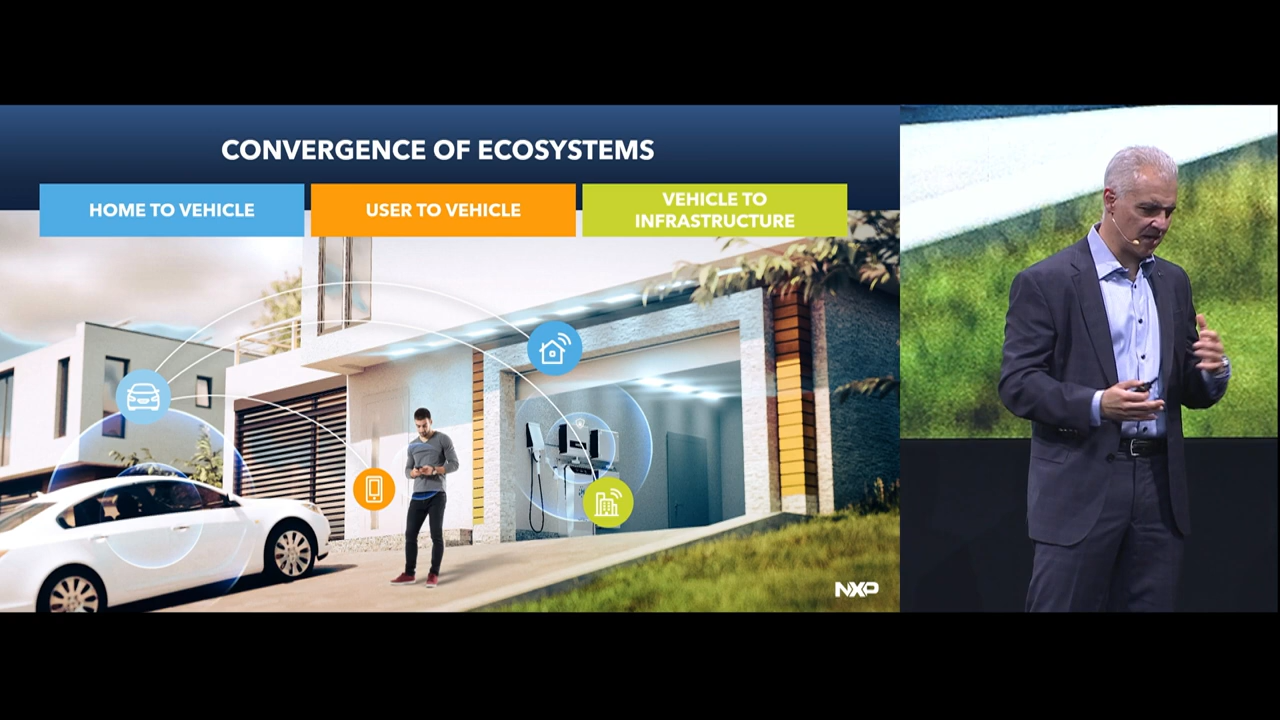 CONVERGENCE OF ECOSYSTEMS
HOME TO VEHICLE
USER TO VEHICLE
VEHICLE TO
INFRASTRUCTURE
NXP